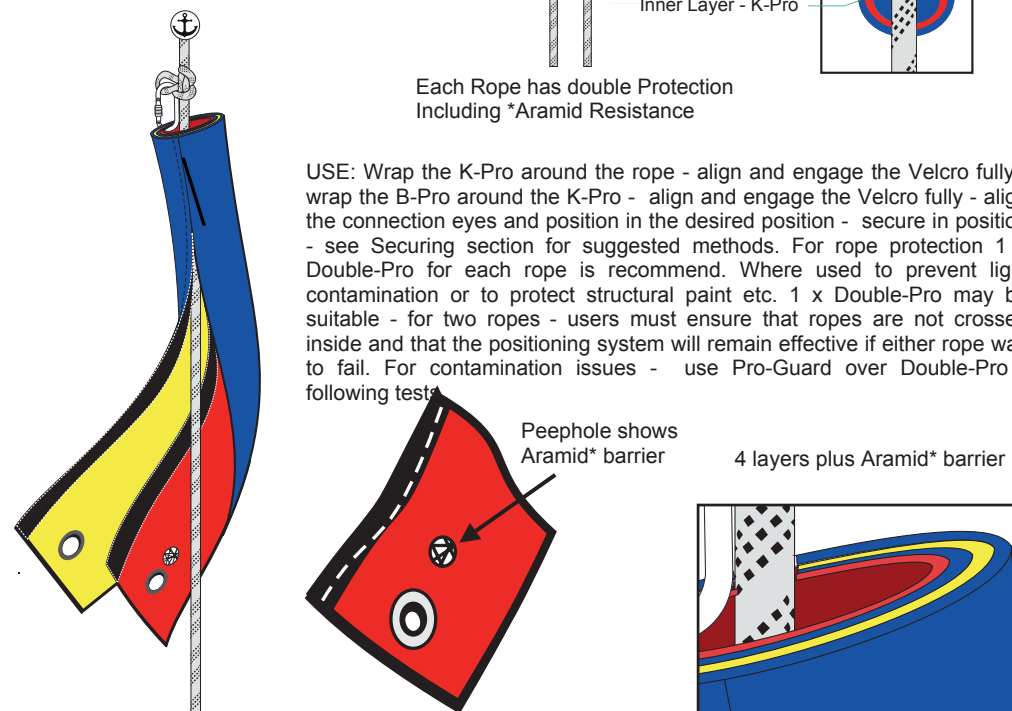 Inner Layer - K-Pro
Each Rope has double Protection
Including *Aramid Resistance
USE: Wrap the K-Pro around the rope - align and engage the Velcro fully
wrap the B-Pro around the K-Pro - align and engage the Velcro fully - alig
the connection eyes and position in the desired position - secure in positio
- see Securing section for suggested methods. For rope protection 1
Double-Pro for each rope is recommend. Where used to prevent lig
contamination or to protect structural paint etc. 1 x Double-Pro may b
suitable - for two ropes - users must ensure that ropes are not crosse
inside and that the positioning system will remain effective if either rope wa
to fail. For contamination issues - use Pro-Guard over Double-Pro
following tests
Peephole shows
Aramid* barrier
4 layers plus Aramid* barrier